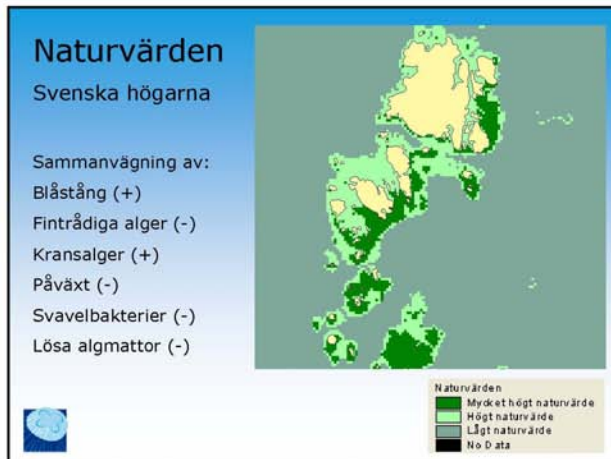 Naturvärden
Svenska högarna
Sammanvägning av:
Blåstång (+)
Fintrådiga alger (-)
Kransalger (+)
Påväxt (-)
Svavelbakterier (-)
Lösa algmattor (-)
Naturvärden
Mycket högt naturvärde
Högt naturvärde
Lågt naturvärde
No Data